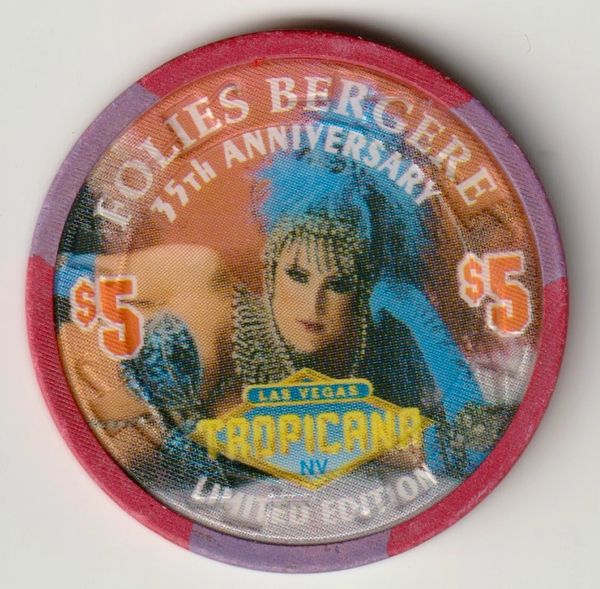 FOLIES BERGERE
35th ANNIVERSARY
$5
$5
LAS VEGAS
TROPICANA
NV
LIMITED EDITION